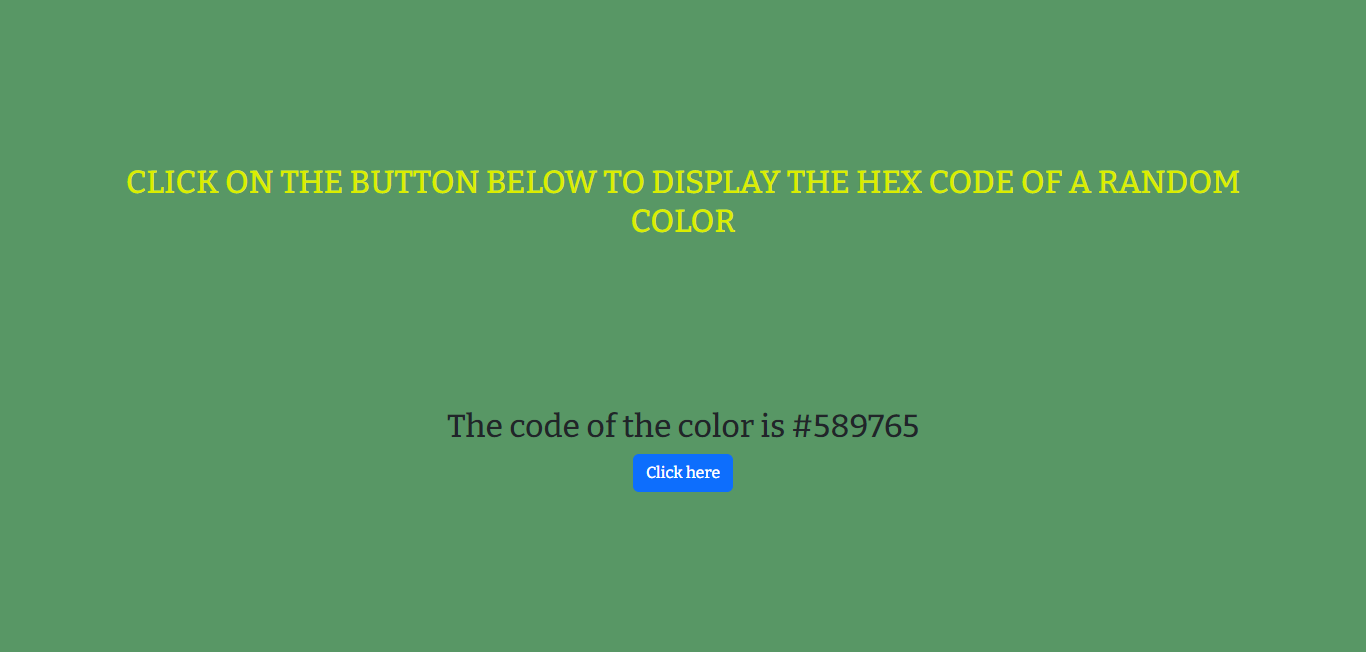 CLICK ON THE BUTTON BELOW TO DISPLAY THE HEX CODE OF A RANDOM
COLOR
The code of the color is #589765
Click here